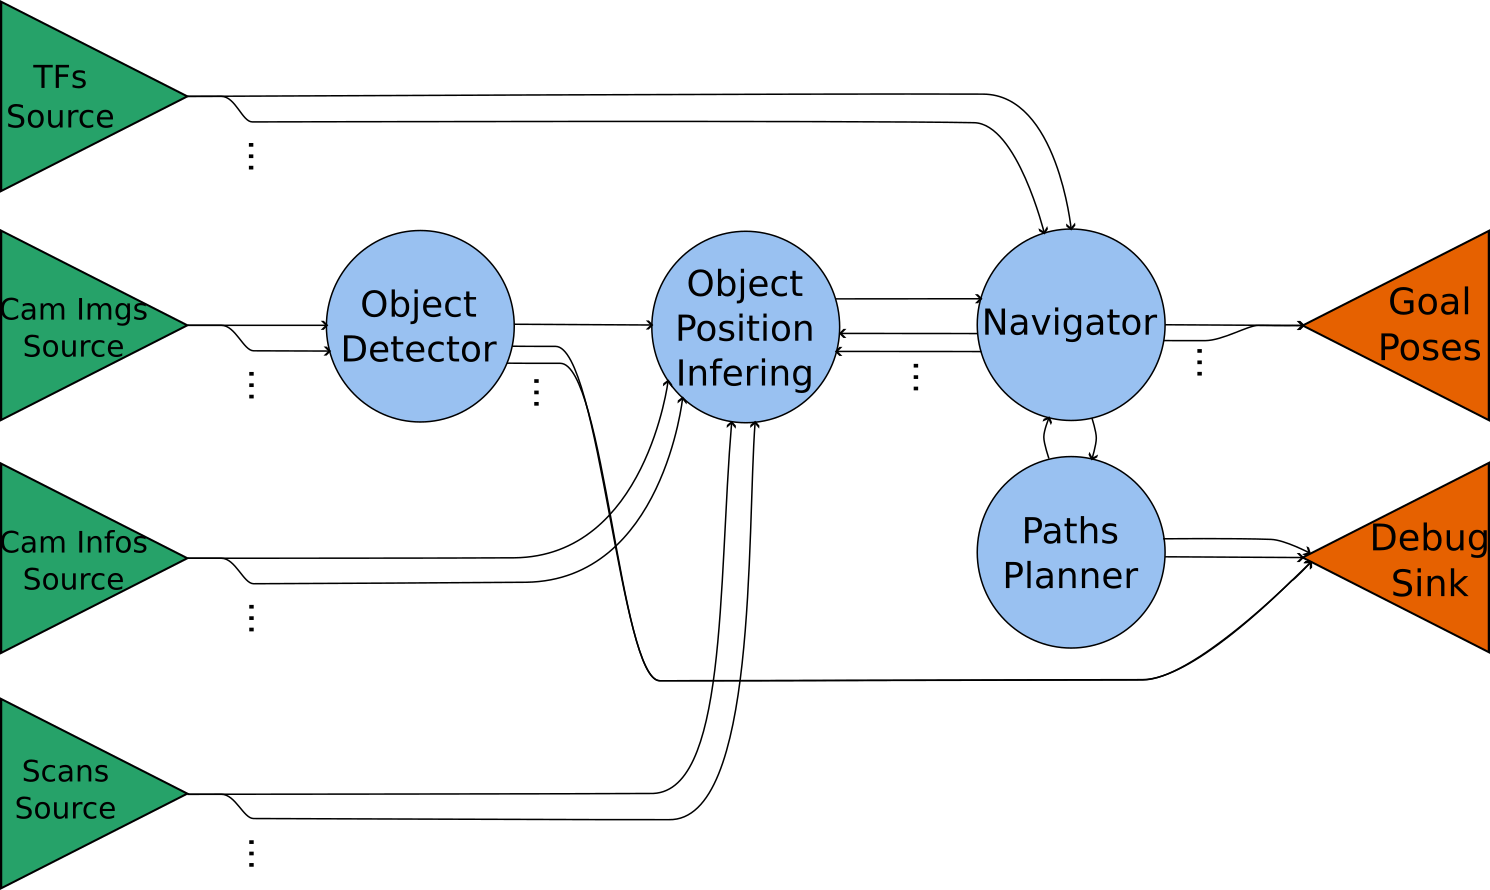 TFs
Source
Cam Imgs
Source
Object
Detector
Object
Position
Infering
Navigator
Goal
Poses
Cam Infos
Source
Paths
Planner
Debug
Sink
Scans
Source